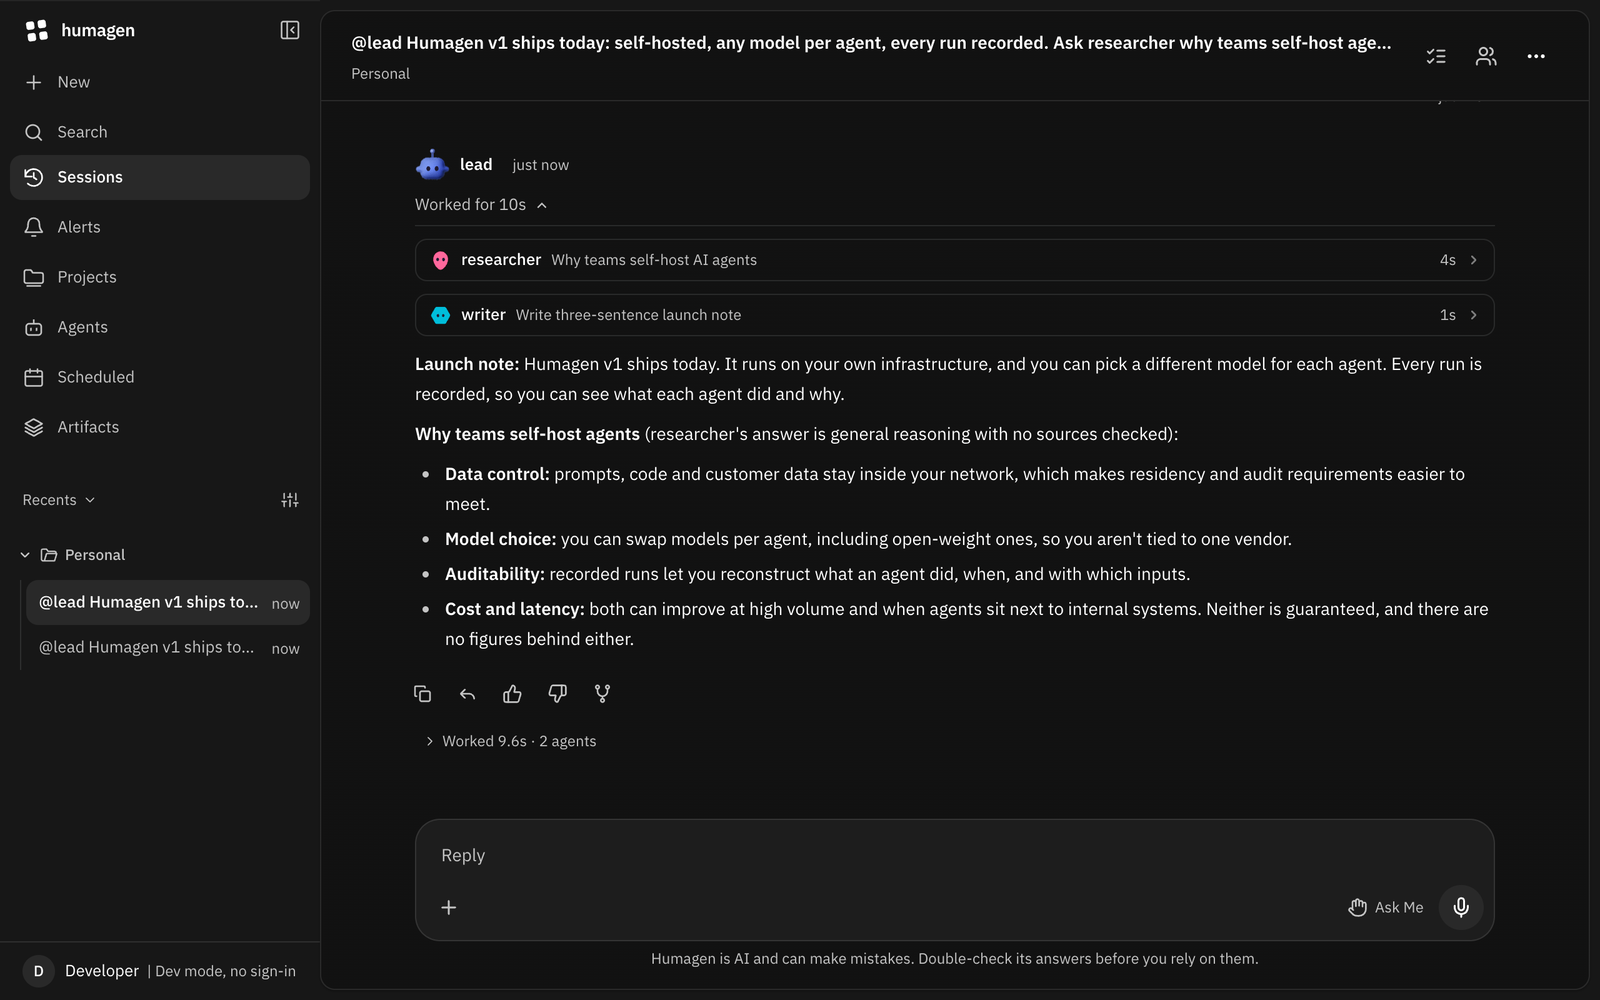 humagen
New
Search
Sessions
Alerts
Projects
Agents
Scheduled
Artifacts
Recents
Personal
@lead Humagen v1 ships to... now
@lead Humagen v1 ships to... now
D Developer | Dev mode, no sign-in
@lead Humagen v1 ships today: self-hosted, any model per agent, every run recorded. Ask researcher why teams self-host age...
Personal
lead just now
Worked for 10s
researcher Why teams self-host AI agents 4s
writer Write three-sentence launch note 1s
Launch note: Humagen v1 ships today. It runs on your own infrastructure, and you can pick a different model for each agent. Every run is
recorded, so you can see what each agent did and why.
Why teams self-host agents (researcher's answer is general reasoning with no sources checked):
• Data control: prompts, code and customer data stay inside your network, which makes residency and audit requirements easier to
meet.
• Model choice: you can swap models per agent, including open-weight ones, so you aren't tied to one vendor.
• Auditability: recorded runs let you reconstruct what an agent did, when, and with which inputs.
• Cost and latency: both can improve at high volume and when agents sit next to internal systems. Neither is guaranteed, and there are
no figures behind either.
Worked 9.6s · 2 agents
Reply
Ask Me
Humagen is AI and can make mistakes. Double-check its answers before you rely on them.